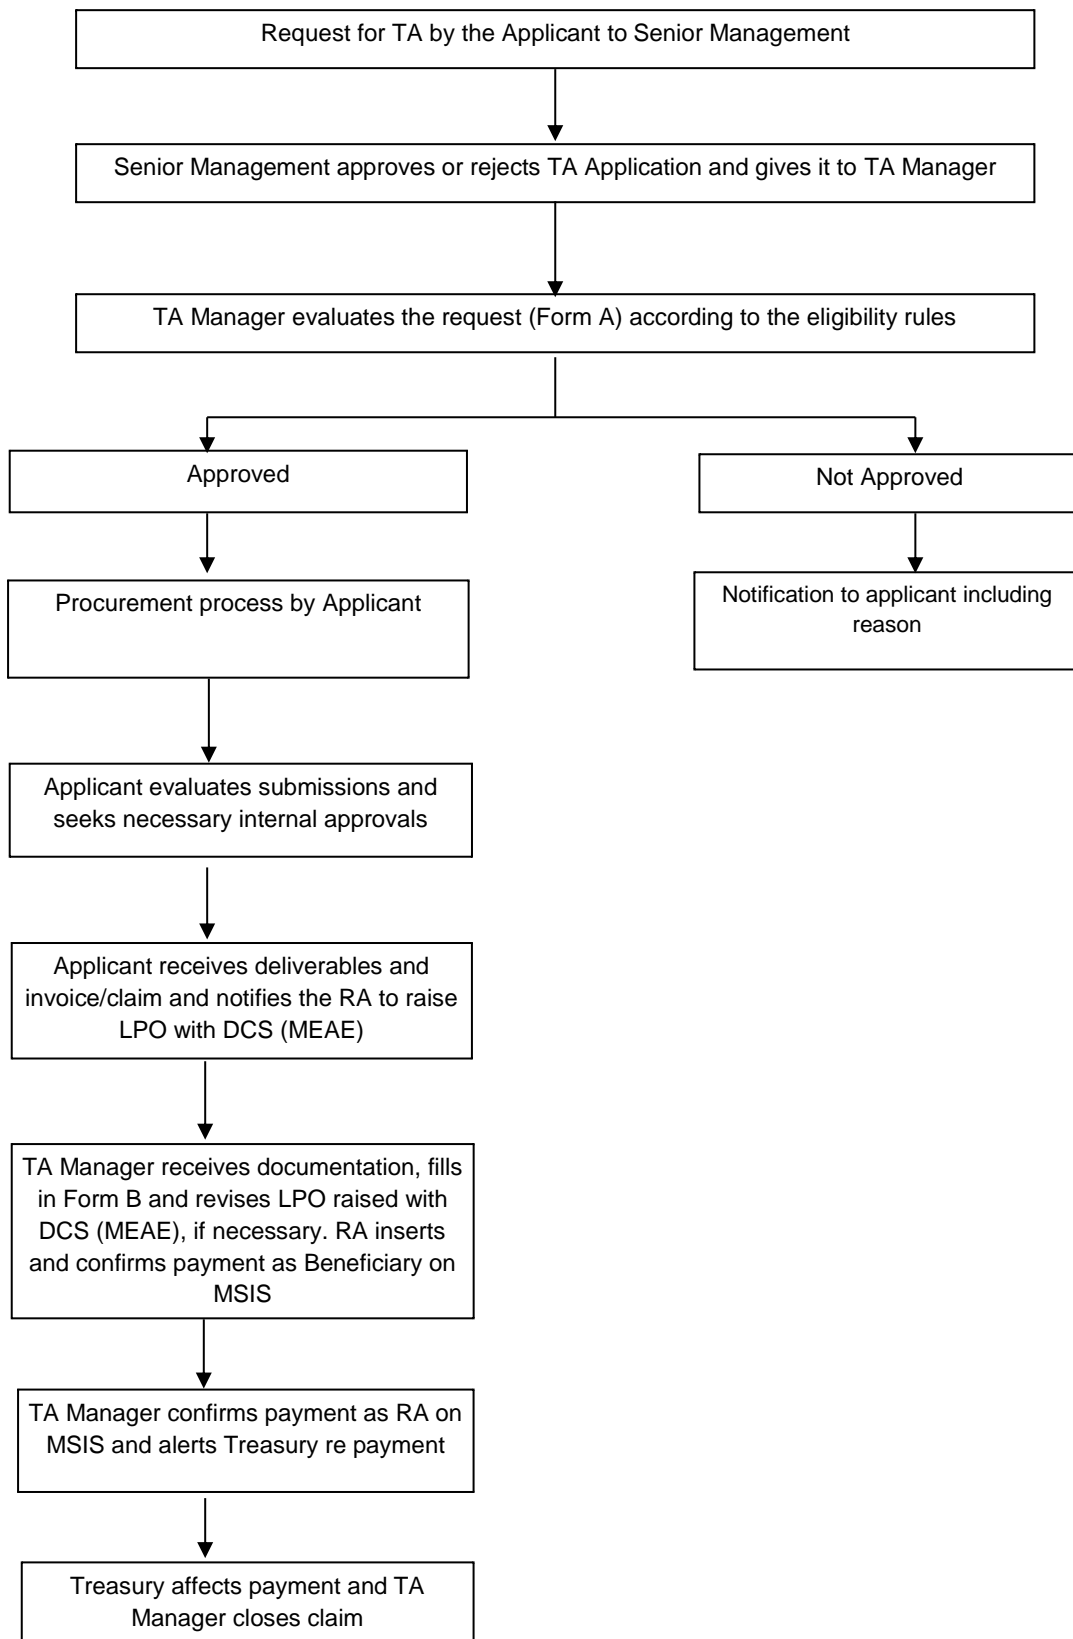 Request for TA by the Applicant to Senior Management
Senior Management approves or rejects TA Application and gives it to TA Manager
TA Manager evaluates the request (Form A) according to the eligibility rules
Approved
Not Approved
Procurement process by Applicant
Notification to applicant including
reason
Applicant evaluates submissions and
seeks necessary internal approvals
Applicant receives deliverables and
invoice/claim and notifies the RA to raise
LPO with DCS (MEAE)
TA Manager receives documentation, fills
in Form B and revises LPO raised with
DCS (MEAE), if necessary. RA inserts
and confirms payment as Beneficiary on
MSIS
TA Manager confirms payment as RA on
MSIS and alerts Treasury re payment
Treasury affects payment and TA
Manager closes claim